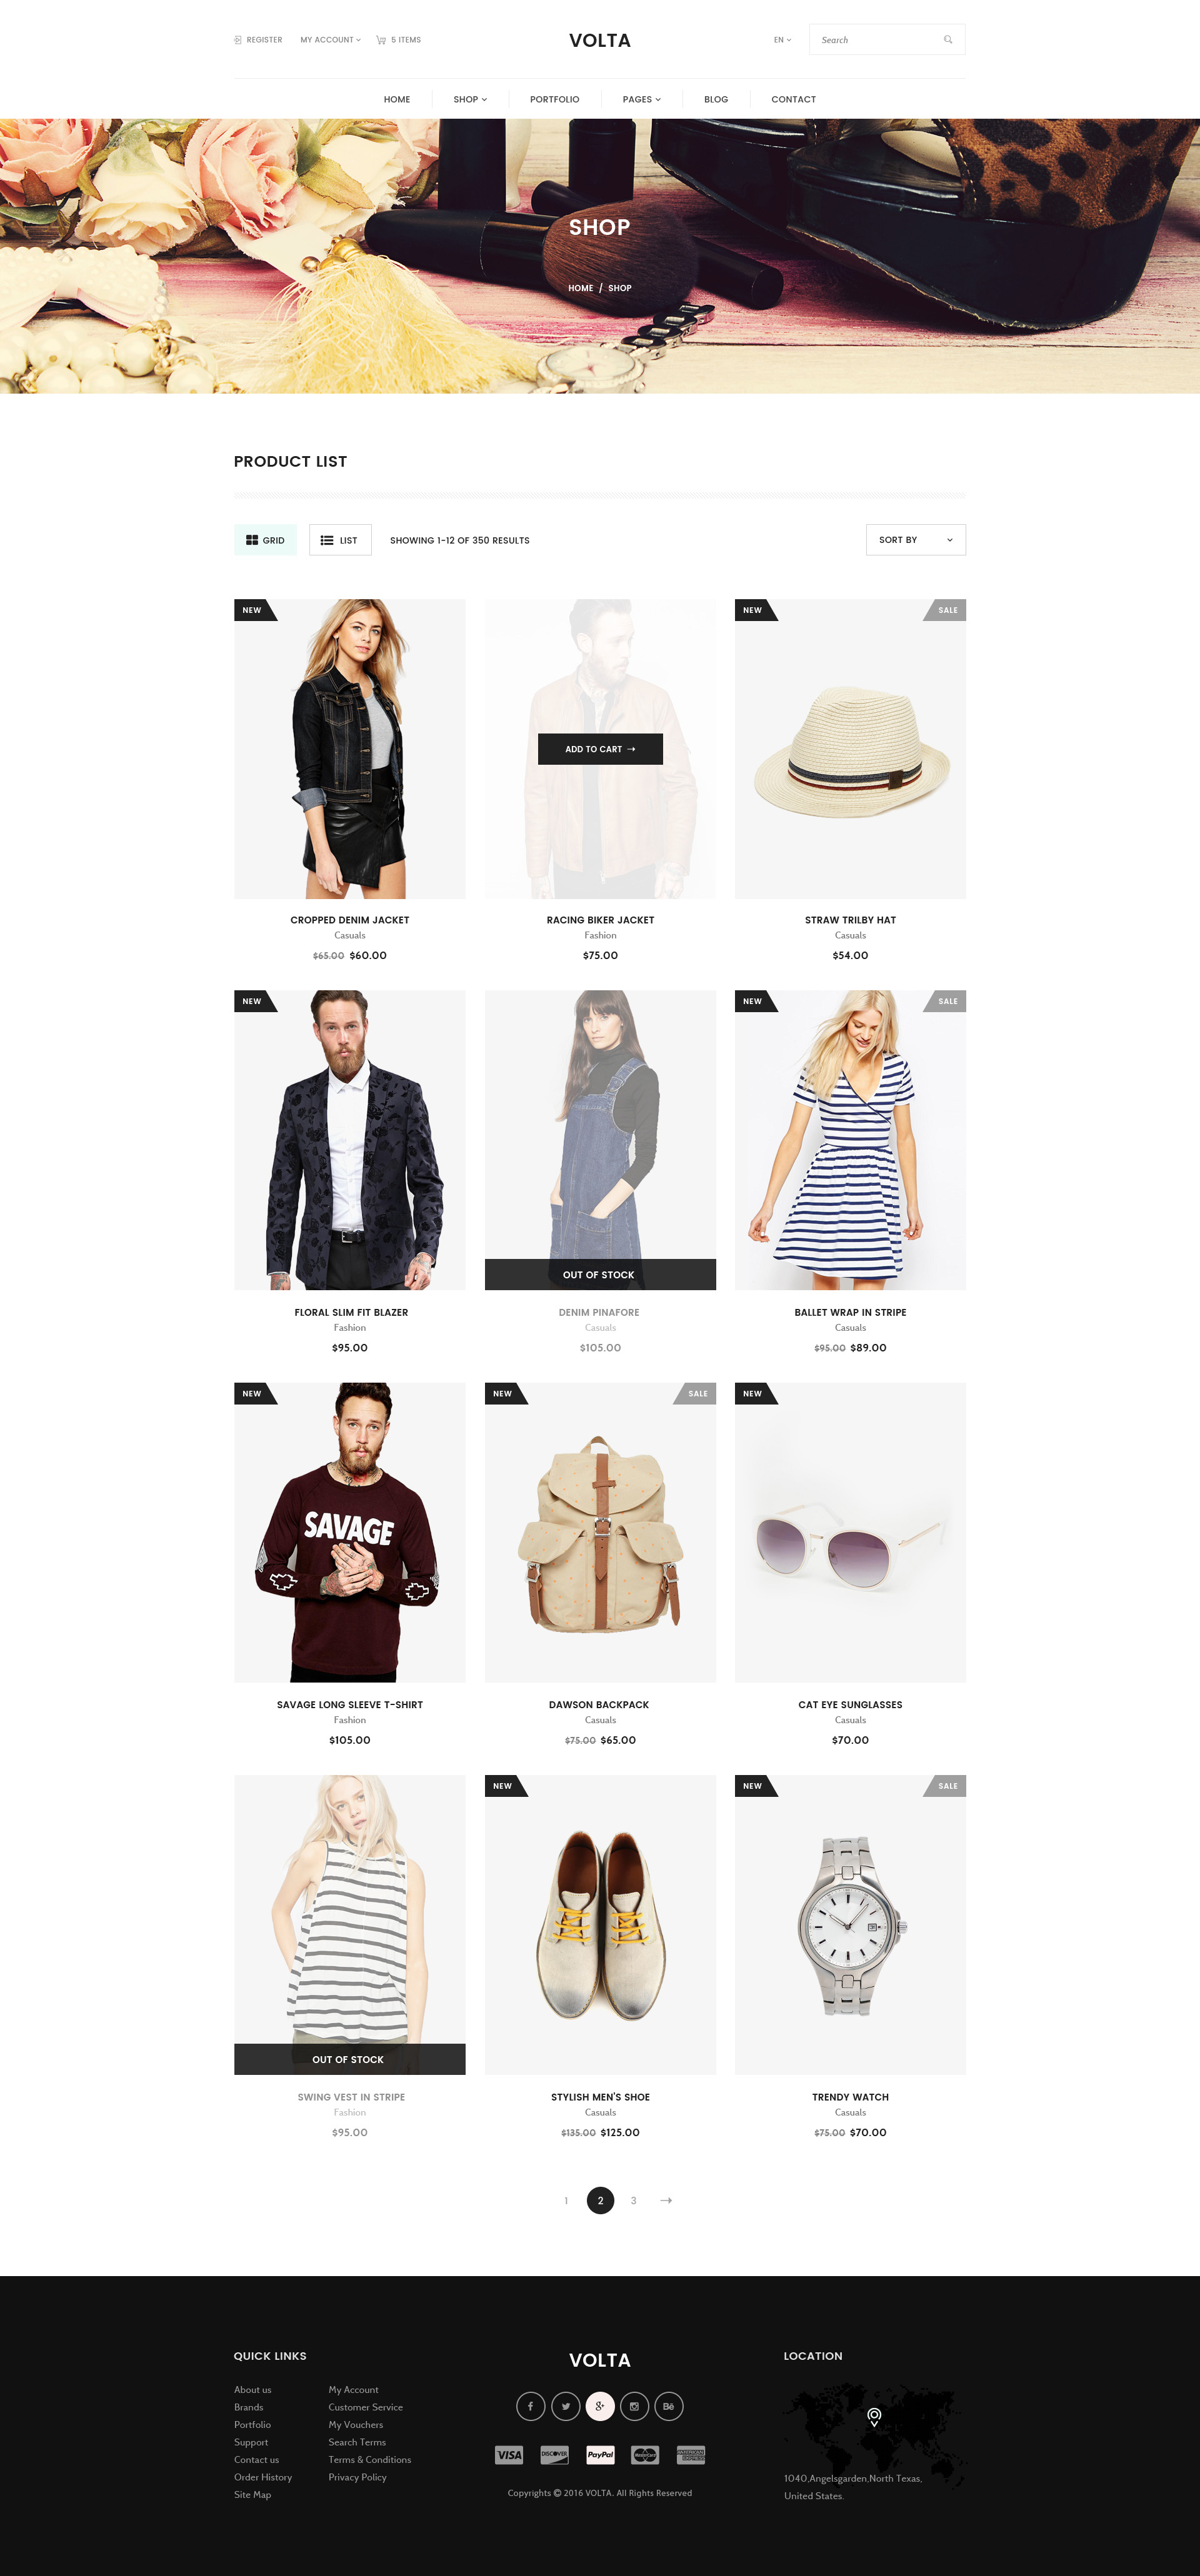 REGISTER MY ACCOUNT 5 ITEMS
VOLTA
EN Search
HOME SHOP PORTFOLIO PAGES BLOG CONTACT
SHOP
HOME / SHOP
PRODUCT LIST
GRID LIST SHOWING 1-12 OF 350 RESULTS SORT BY
NEW
ADD TO CART →
NEW SALE
CROPPED DENIM JACKET
Casuals
$65.00 $60.00
RACING BIKER JACKET
Fashion
$75.00
STRAW TRILBY HAT
Casuals
$54.00
NEW
OUT OF STOCK
NEW SALE
FLORAL SLIM FIT BLAZER
Fashion
$95.00
DENIM PINAFORE
Casuals
$105.00
BALLET WRAP IN STRIPE
Casuals
$95.00 $89.00
NEW
SAVAGE
NEW SALE
NEW
SAVAGE LONG SLEEVE T-SHIRT
Fashion
$105.00
DAWSON BACKPACK
Casuals
$75.00 $65.00
CAT EYE SUNGLASSES
Casuals
$70.00
OUT OF STOCK
NEW
NEW SALE
SWING VEST IN STRIPE
Fashion
$95.00
STYLISH MEN'S SHOE
Casuals
$135.00 $125.00
TRENDY WATCH
Casuals
$75.00 $70.00
1 2 3 →
QUICK LINKS
About us
Brands
Portfolio
Support
Contact us
Order History
Site Map
My Account
Customer Service
My Vouchers
Search Terms
Terms & Conditions
Privacy Policy
VOLTA
f g+ Bē
VISA DISCOVER PayPal MasterCard AMERICAN EXPRESS
Copyrights © 2016 VOLTA. All Rights Reserved
LOCATION
1040,Angelsgarden,North Texas,
United States.